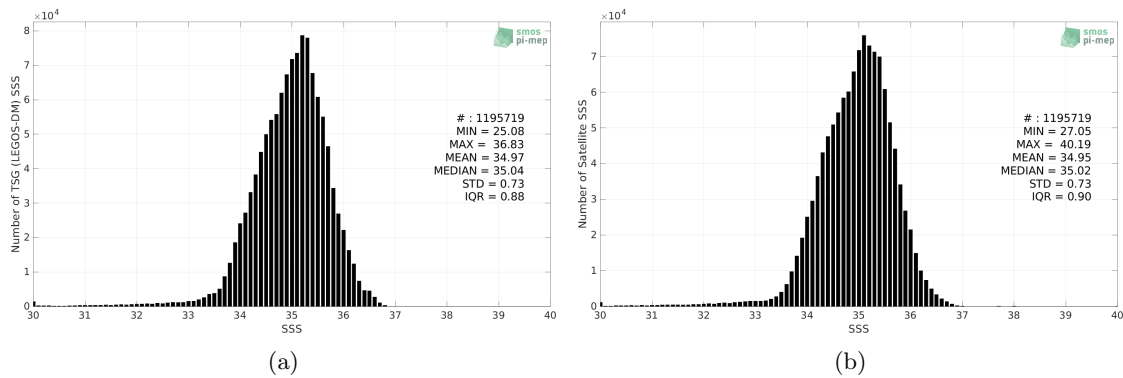 ×10⁴
smos
pi-mep
Number of TSG (LEGOS-DM) SSS
8
7
6
5
4
3
2
1
0
# : 1195719
MIN = 25.08
MAX = 36.83
MEAN = 34.97
MEDIAN = 35.04
STD = 0.73
IQR = 0.88
30 31 32 33 34 35 36 37 38 39 40
SSS
(a)
×10⁴
smos
pi-mep
Number of Satellite SSS
7
6
5
4
3
2
1
0
# : 1195719
MIN = 27.05
MAX = 40.19
MEAN = 34.95
MEDIAN = 35.02
STD = 0.73
IQR = 0.90
30 31 32 33 34 35 36 37 38 39 40
SSS
(b)